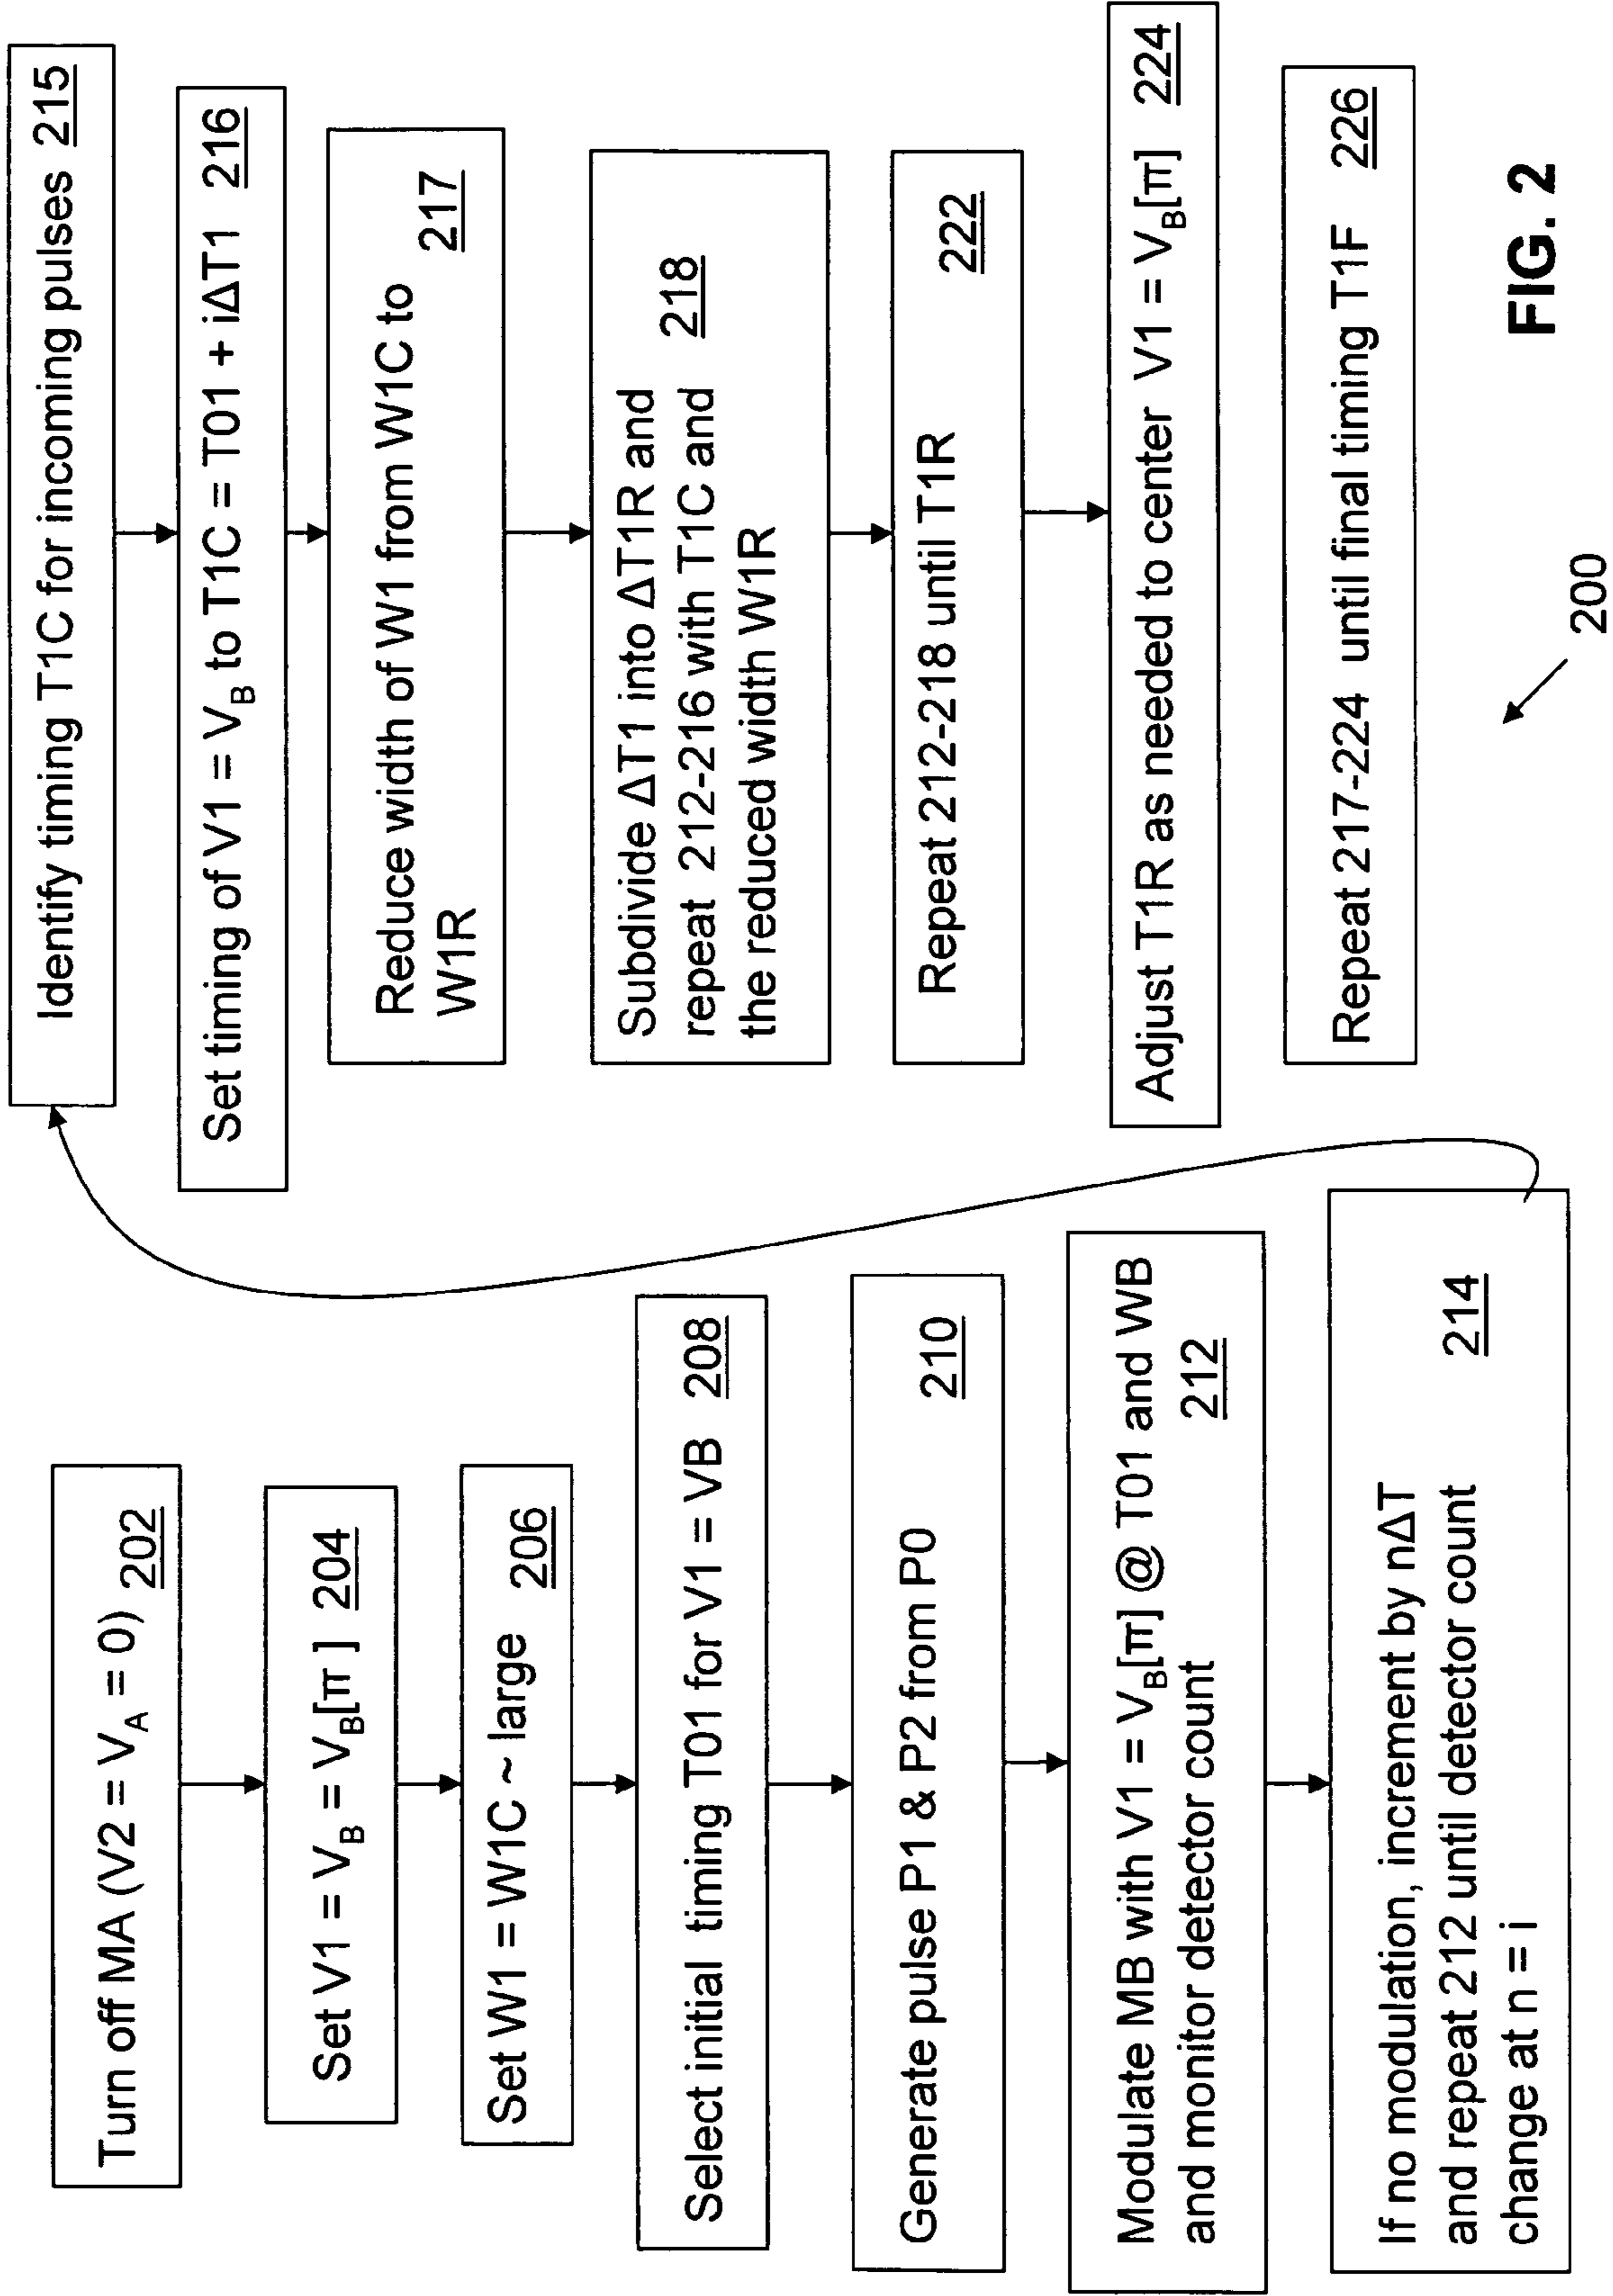 Turn off MA (V2 = VA = 0) 202
Set V1 = VB = VB[π ] 204
Set W1 = W1C ~ large 206
Select initial timing T01 for V1 = VB 208
Generate pulse P1 & P2 from P0 210
Modulate MB with V1 = VB[π] @ T01 and WB
and monitor detector count 212
If no modulation, increment by nΔT
and repeat 212 until detector count 214
change at n = i
Identify timing T1C for incoming pulses 215
Set timing of V1 = VB to T1C = T01 + iΔT1 216
Reduce width of W1 from W1C to
W1R 217
Subdivide ΔT1 into ΔT1R and
repeat 212-216 with T1C and 218
the reduced width W1R
Repeat 212-218 until T1R 222
Adjust T1R as needed to center V1 = VB[π] 224
Repeat 217-224 until final timing T1F 226
200
FIG. 2